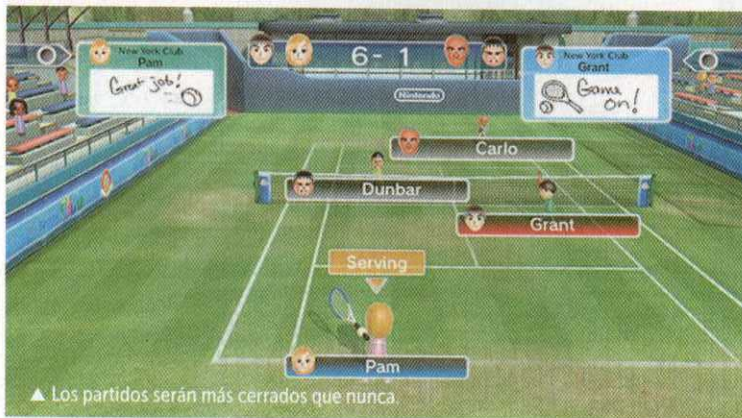 New York Club
Pam
Great job!
6 - 1
New York Club
Grant
Game
on!
Nintendo
Carlo
Dunbar
Grant
Serving
Pam
▲ Los partidos serán más cerrados que nunca.